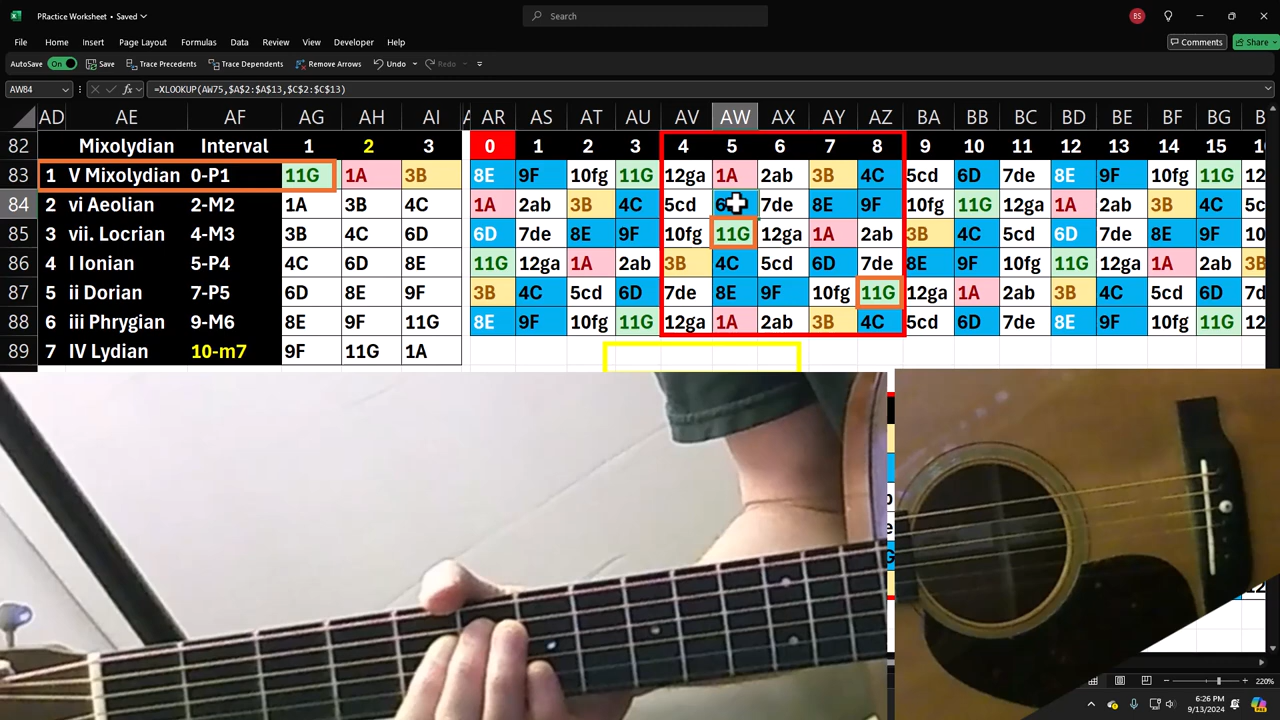 PRactice Worksheet • Saved
Search
BS
File Home Insert Page Layout Formulas Data Review View Developer Help
Comments Share
AutoSave On Save Trace Precedents Trace Dependents Remove Arrows Undo Redo
AW84 fx =XLOOKUP(AW75,$A$2:$A$13,$C$2:$C$13)
AD AE AF AG AH AI AR AS AT AU AV AW AX AY AZ BA BB BC BD BE BF BG
82 Mixolydian Interval 1 2 3 0 1 2 3 4 5 6 7 8 9 10 11 12 13 14 15
83 1 V Mixolydian 0-P1 11G 1A 3B 8E 9F 10fg 11G 12ga 1A 2ab 3B 4C 5cd 6D 7de 8E 9F 10fg 11G
84 2 vi Aeolian 2-M2 1A 3B 4C 1A 2ab 3B 4C 5cd 7de 8E 9F 10fg 11G 12ga 1A 2ab 3B 4C
85 3 vii. Locrian 4-M3 3B 4C 6D 6D 7de 8E 9F 10fg 11G 12ga 1A 2ab 3B 4C 5cd 6D 7de 8E 9F
86 4 I Ionian 5-P4 4C 6D 8E 11G 12ga 1A 2ab 3B 4C 5cd 6D 7de 8E 9F 10fg 11G 12ga 1A 2ab
87 5 ii Dorian 7-P5 6D 8E 9F 3B 4C 5cd 6D 7de 8E 9F 10fg 11G 12ga 1A 2ab 3B 4C 5cd 6D
88 6 iii Phrygian 9-M6 8E 9F 11G 8E 9F 10fg 11G 12ga 1A 2ab 3B 4C 5cd 6D 7de 8E 9F 10fg 11G
89 7 IV Lydian 10-m7 9F 11G 1A
220%
6:26 PM
9/13/2024